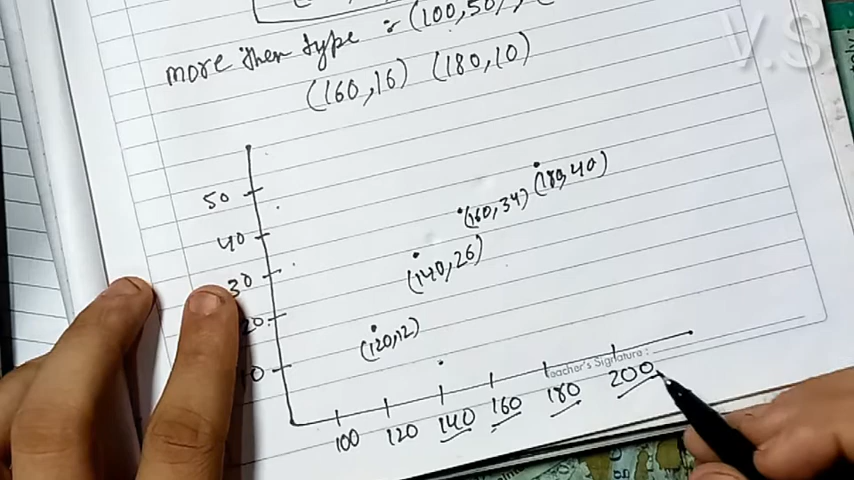 more then type :- (100,50), (
(160,16) (180,10)
50
40
30
20
(180,40)
(160,34)
(140,26)
(120,12)
Teacher's Signature :
100 120 140 160 180 200
V.S